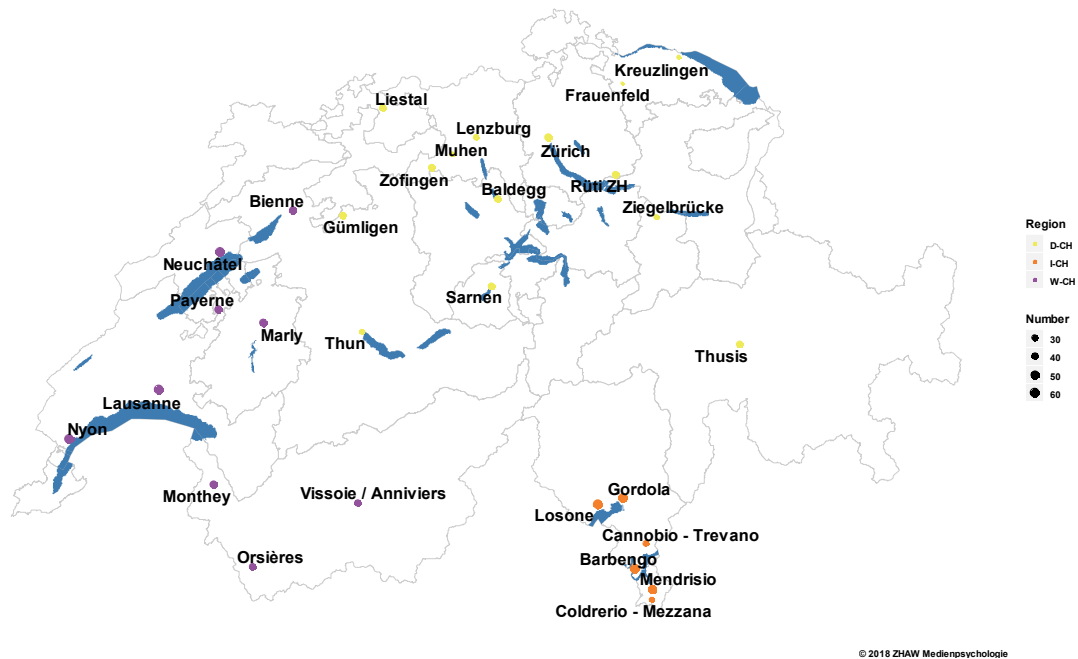 Kreuzlingen
Frauenfeld
Liestal
Lenzburg
Muhen
Zürich
Zofingen
Baldegg
Rüti ZH
Bienne
Gümligen
Ziegelbrücke
Region
D-CH
I-CH
W-CH
Neuchâtel
Payerne
Sarnen
Marly
Thun
Thusis
Number
30
40
50
60
Lausanne
Nyon
Monthey
Vissoie / Anniviers
Gordola
Losone
Cannobio - Trevano
Orsières
Barbengo
Mendrisio
Coldrerio - Mezzana
© 2018 ZHAW Medienpsychologie